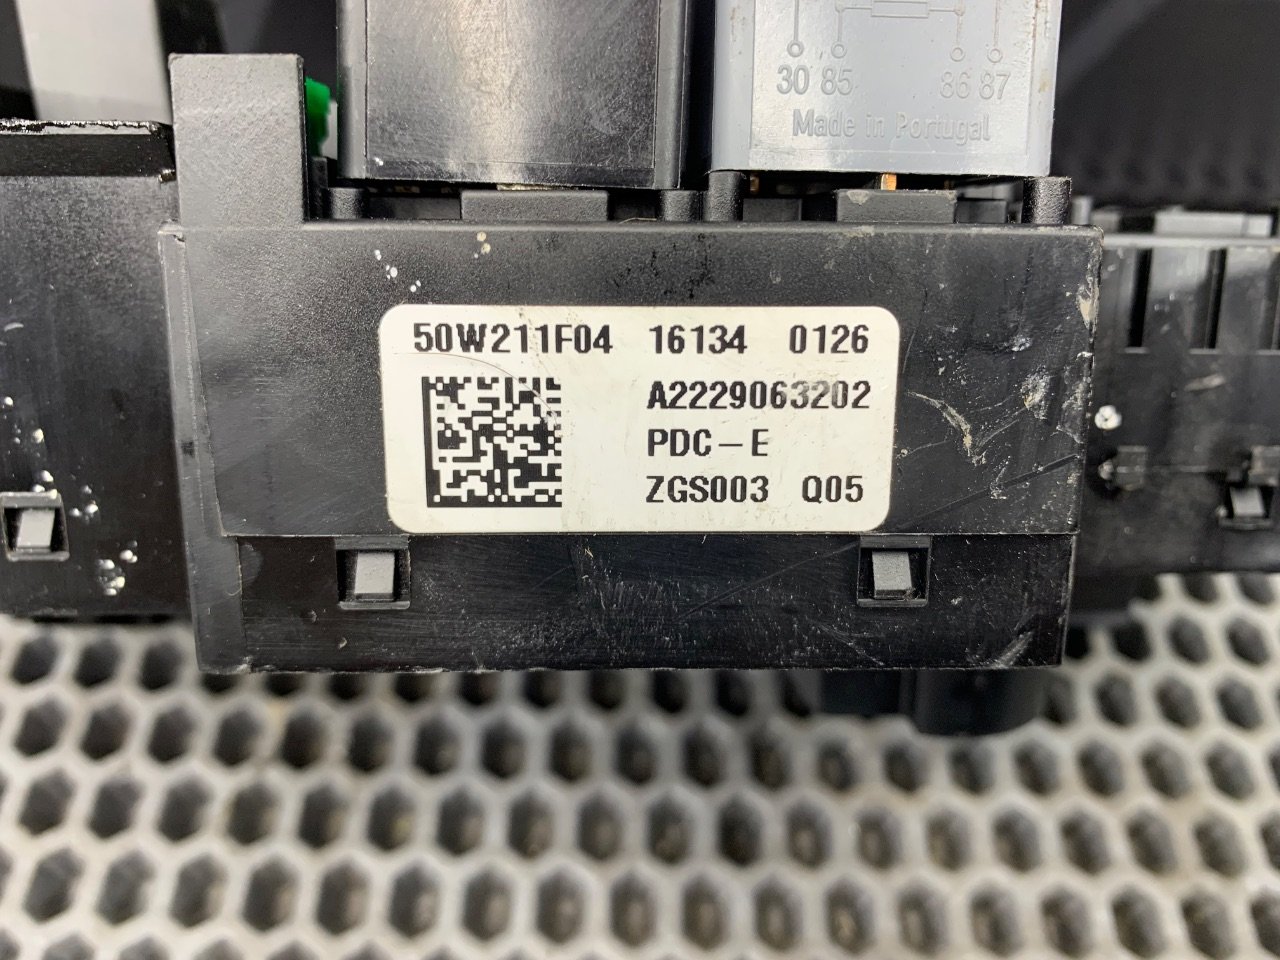 30 85 86 87
Made in Portugal
50W211F04 16134 0126
A2229063202
PDC-E
ZGS003 Q05